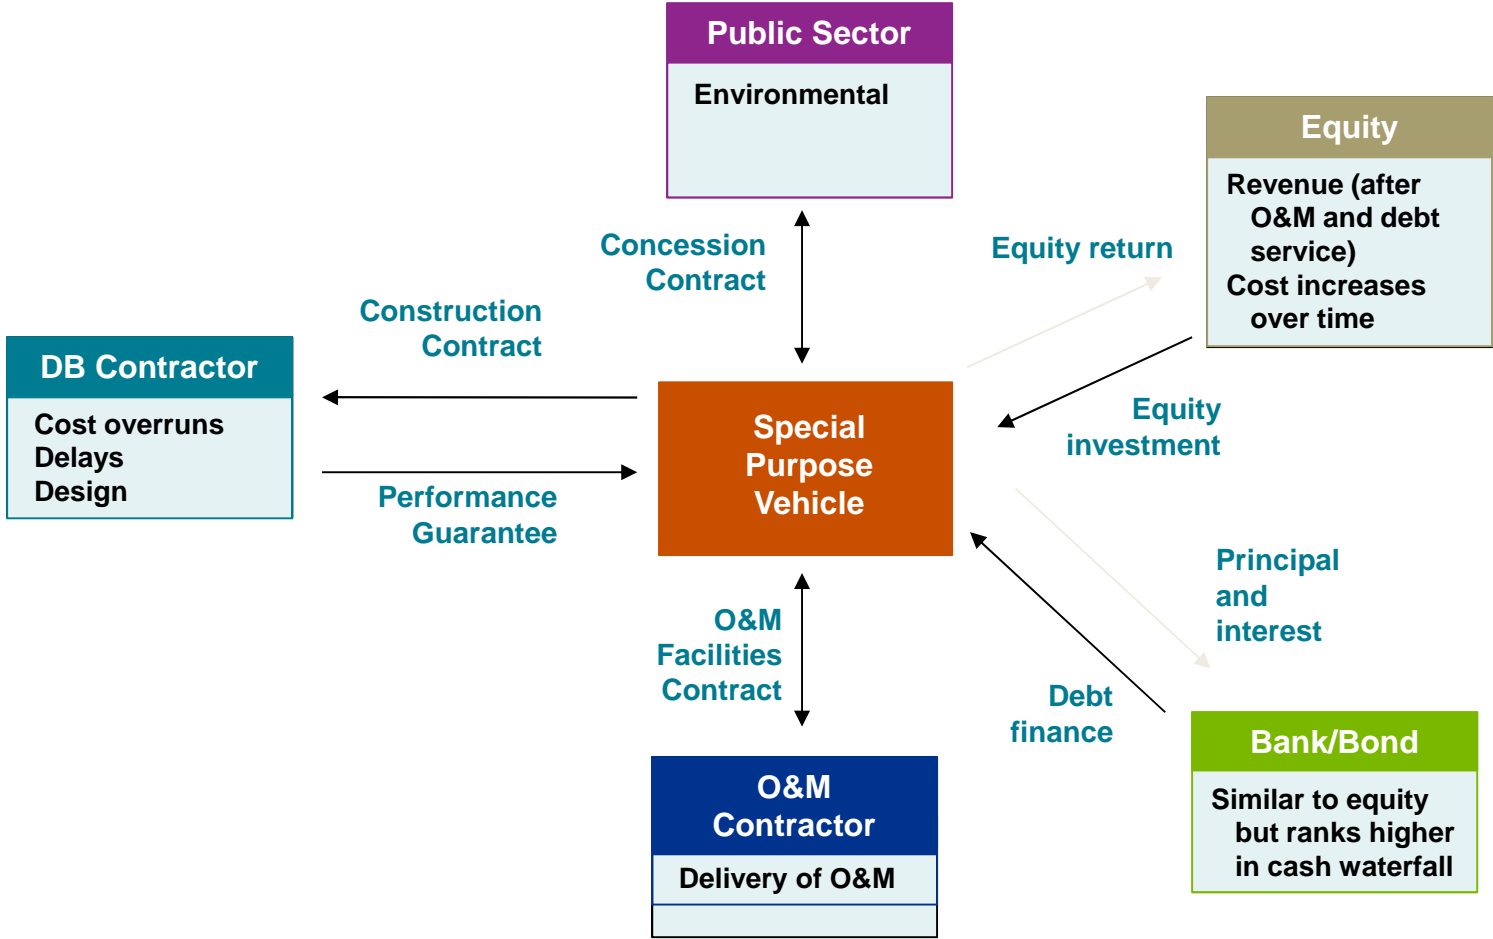 Public Sector
Environmental
Equity
Revenue (after
O&M and debt
service)
Cost increases
over time
Concession
Contract
Equity return
Construction
Contract
DB Contractor
Cost overruns
Delays
Design
Special
Purpose
Vehicle
Equity
investment
Performance
Guarantee
Principal
and
interest
O&M
Facilities
Contract
Debt
finance
Bank/Bond
Similar to equity
but ranks higher
in cash waterfall
O&M
Contractor
Delivery of O&M